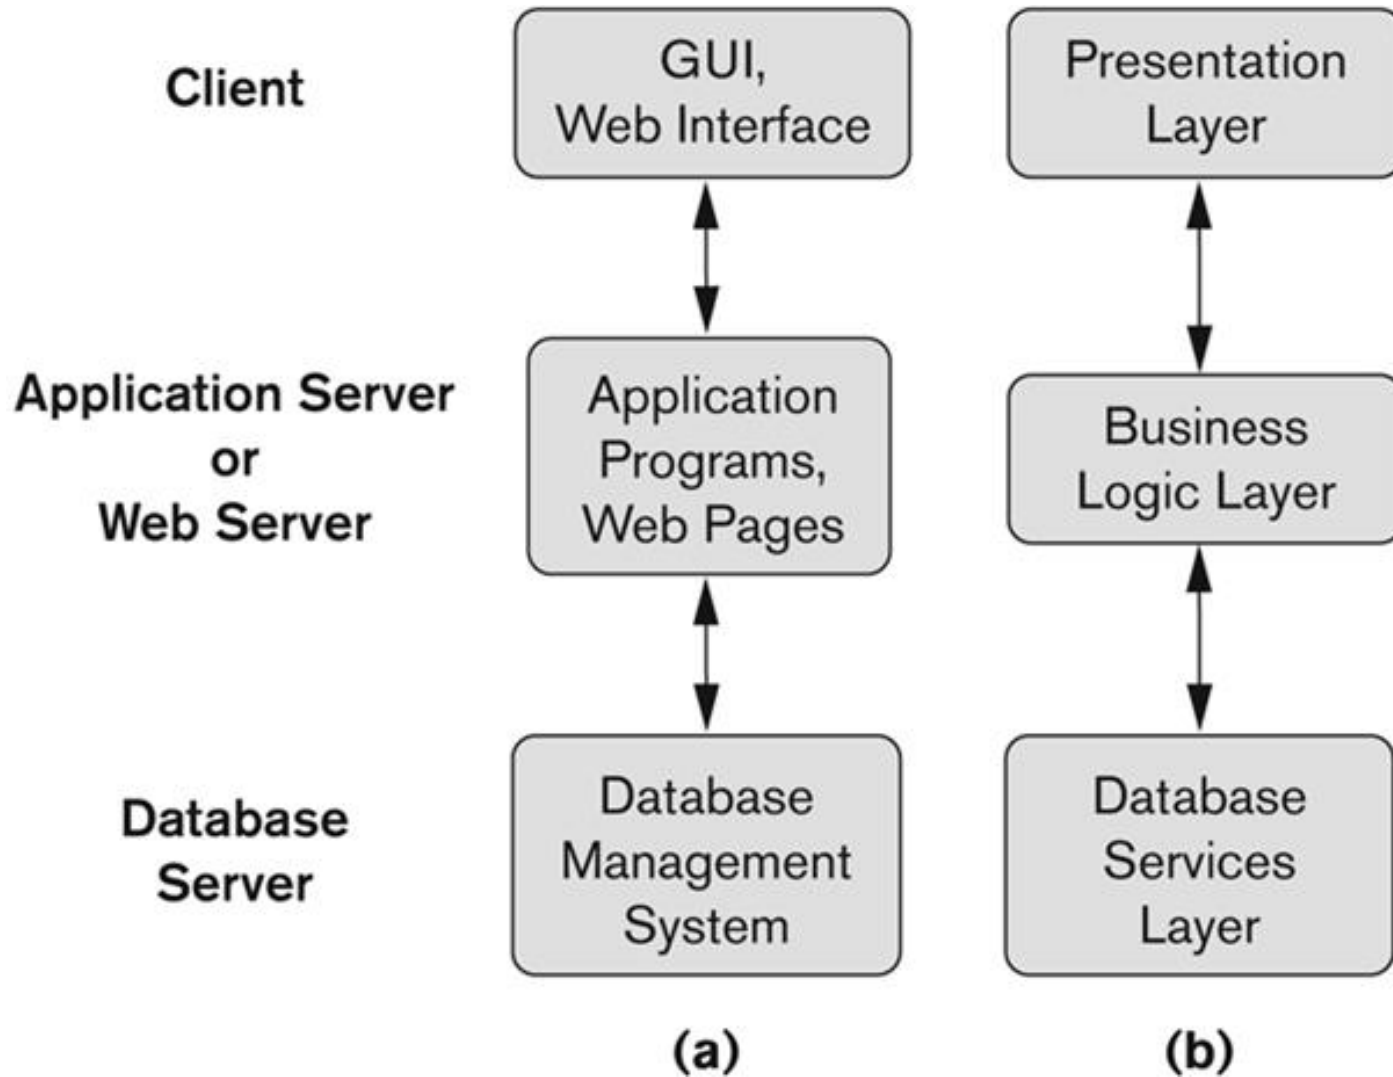 Client
GUI,
Web Interface
Presentation
Layer
Application Server
or
Web Server
Application
Programs,
Web Pages
Business
Logic Layer
Database
Server
Database
Management
System
Database
Services
Layer
(a)
(b)